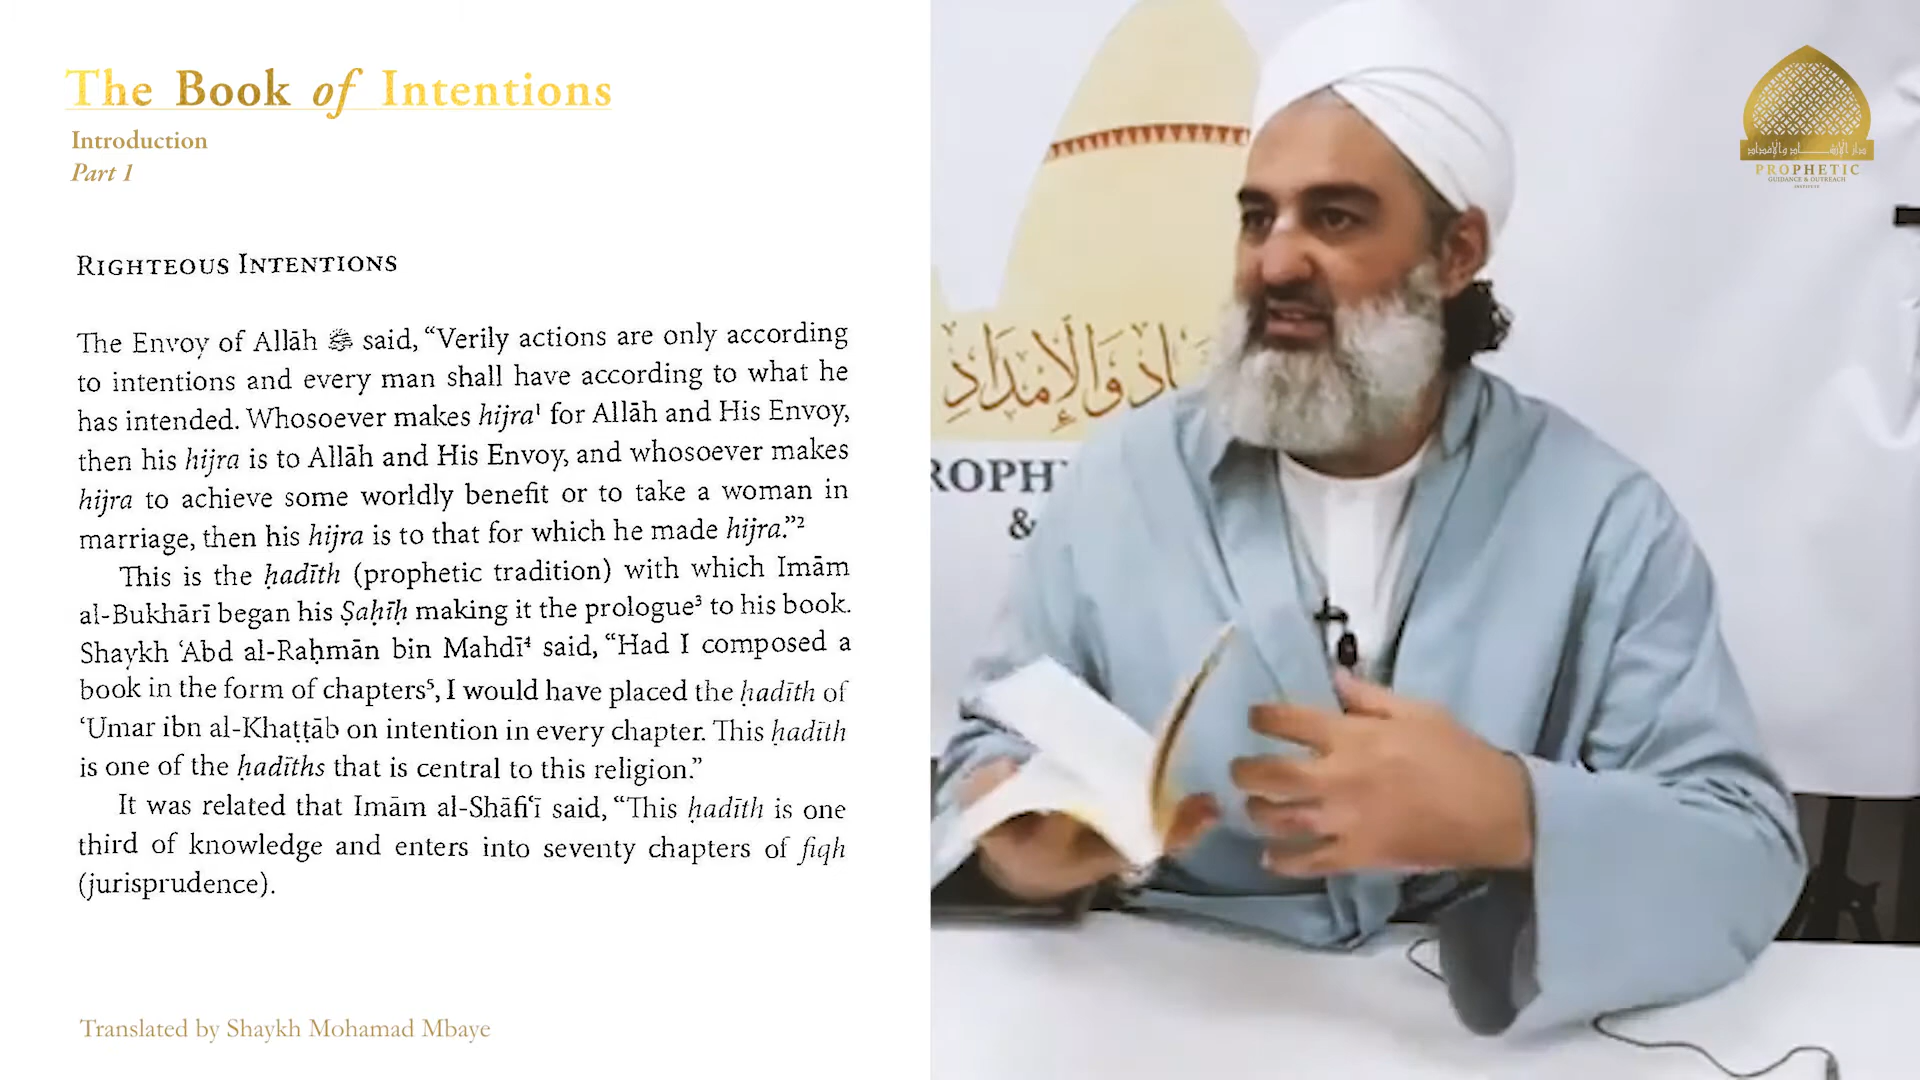 The Book of Intentions
Introduction
Part 1
RIGHTEOUS INTENTIONS
The Envoy of Allāh ﷺ said, “Verily actions are only according
to intentions and every man shall have according to what he
has intended. Whosoever makes hijra¹ for Allāh and His Envoy,
then his hijra is to Allāh and His Envoy, and whosoever makes
hijra to achieve some worldly benefit or to take a woman in
marriage, then his hijra is to that for which he made hijra.”²
This is the ḥadīth (prophetic tradition) with which Imām
al-Bukhārī began his Ṣaḥīḥ making it the prologue³ to his book.
Shaykh ‘Abd al-Raḥmān bin Mahdī⁴ said, “Had I composed a
book in the form of chapters⁵, I would have placed the ḥadīth of
‘Umar ibn al-Khaṭṭāb on intention in every chapter. This ḥadīth
is one of the ḥadīths that is central to this religion.”
It was related that Imām al-Shāfi‘ī said, “This ḥadīth is one
third of knowledge and enters into seventy chapters of fiqh
(jurisprudence).
Translated by Shaykh Mohamad Mbaye
اد وَالْإِمْدَادِ
ROPH
&
دار الإرشاد والإمداد
PROPHETIC
GUIDANCE & OUTREACH
INSTITUTE